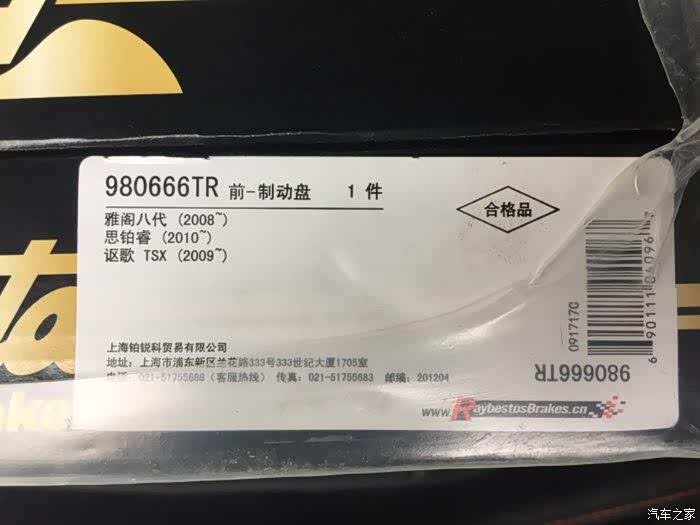 980666TR 前-制动盘 1 件
雅阁八代 (2008~)
思铂睿 (2010~)
讴歌 TSX (2009~)
合格品
上海铂锐科贸易有限公司
地址: 上海市浦东新区兰花路333号333世纪大厦1705室
电话: 021-51755688 (客服热线) 传真: 021-51755683 邮编: 201204
www.RaybestosBrakes.cn
091717C
980666TR
汽车之家